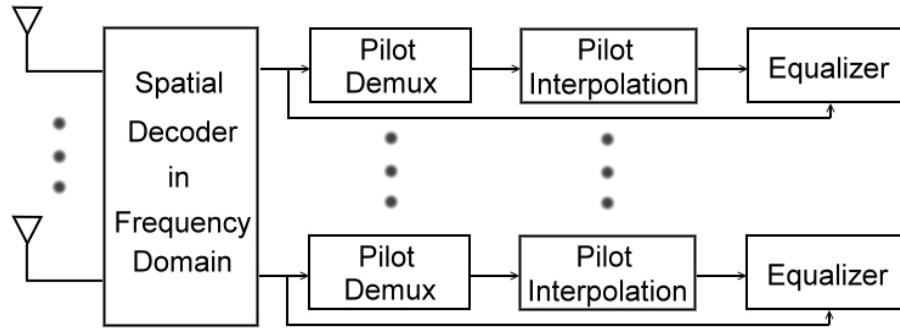 Spatial
Decoder
in
Frequency
Domain
Pilot
Demux
Pilot
Interpolation
Equalizer
Pilot
Demux
Pilot
Interpolation
Equalizer